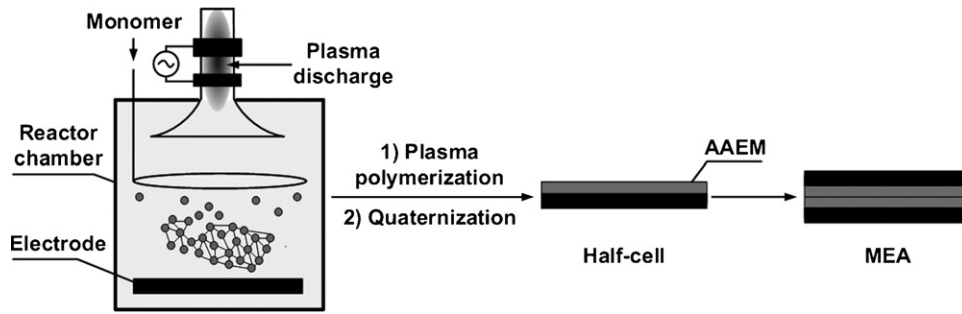 Monomer
Plasma
discharge
Reactor
chamber
Electrode
1) Plasma
polymerization
2) Quaternization
AAEM
Half-cell
MEA